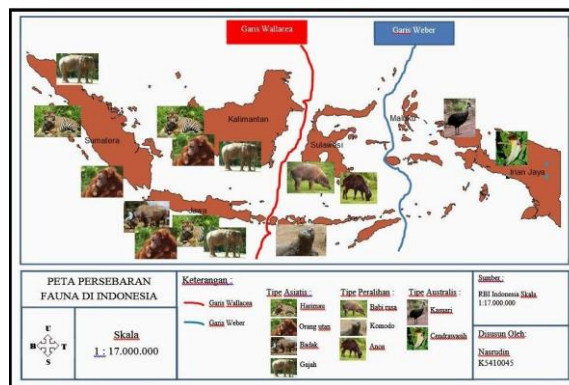 Garis Wallacea
Garis Weber
Sumatera
Kalimantan
Sulawesi
Maluku
Irian Jaya
Jawa
PETA PERSEBARAN
FAUNA DI INDONESIA
U
B T
S
Skala
1 : 17.000.000
Keterangan :
Garis Wallacea
Garis Weber
Tipe Asiatis :
Harimau
Orang utan
Badak
Gajah
Tipe Peralihan :
Babi rusa
Komodo
Anoa
Tipe Australis :
Kasuari
Cendrawasih
Sumber :
RBI Indonesia Skala
1:17.000.000
Disusun Oleh:
Nasrudin
K5410045